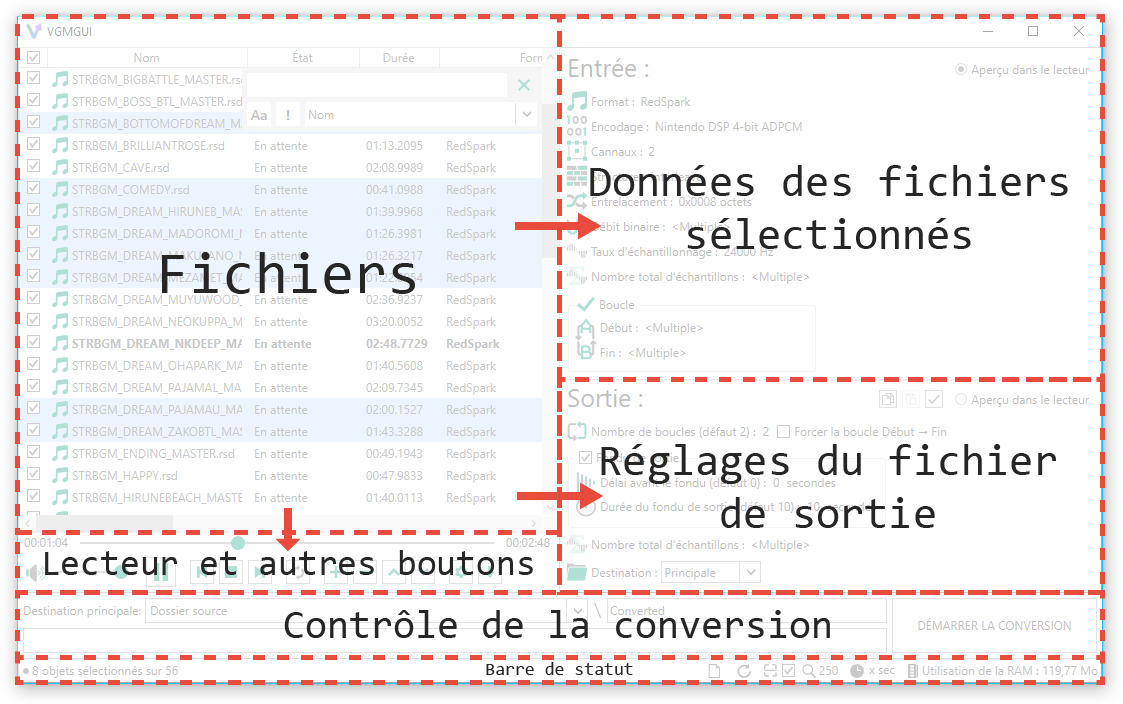 VGMGUI
Nom État Durée Form
STRBGM_BIGBATTLE_MASTER.rsd
STRBGM_BOSS_BTL_MASTER.rsd
Aa ! Nom
STRBGM_BOTTOMOFDREAM_MA
STRBGM_BRILLIANTROSE.rsd En attente 01:13.2095 RedSpark
STRBGM_CAVE.rsd En attente 02:08.9989 RedSpark
STRBGM_COMEDY.rsd En attente 00:41.0988 RedSpark
STRBGM_DREAM_HIRUNEB_MAS En attente 01:39.9968 RedSpark
STRBGM_DREAM_MADOROMI_M En attente 01:26.3981 RedSpark
En attente 01:26.3217 RedSpark
RedSpark
Fichiers
STRBGM_DREAM_MUYUWOOD_ En attente 02:36.9237 RedSpark
STRBGM_DREAM_NEOKUPPA_M En attente 03:20.0052 RedSpark
STRBGM_DREAM_NKDEEP_MA En attente 02:48.7729 RedSpark
STRBGM_DREAM_OHAPARK_MA En attente 01:40.5608 RedSpark
STRBGM_DREAM_PAJAMAL_MA En attente 02:09.7345 RedSpark
STRBGM_DREAM_PAJAMAU_MA En attente 02:00.1527 RedSpark
STRBGM_DREAM_ZAKOBTL_MAS En attente 01:43.3288 RedSpark
STRBGM_ENDING_MASTER.rsd En attente 00:49.1943 RedSpark
STRBGM_HAPPY.rsd En attente 00:47.9833 RedSpark
STRBGM_HIRUNEBEACH_MASTE En attente 01:40.0113 RedSpark
00:01:04 00:02:48
Lecteur et autres boutons
Entrée : Aperçu dans le lecteur
Format : RedSpark
Encodage : Nintendo DSP 4-bit ADPCM
Cannaux : 2
Données des fichiers
sélectionnés
Entrelacement : 0x0008 octets
Débit binaire : <Multiple>
Taux d'échantillonnage : 24000 Hz
Nombre total d'échantillons : <Multiple>
Boucle
Début : <Multiple>
Fin : <Multiple>
Sortie : Aperçu dans le lecteur
Nombre de boucles (défaut 2) : 2 Forcer la boucle Début → Fin
Réglages du fichier
de sortie
Délai avant le fondu (défaut 0) : 0 secondes
Durée du fondu de sortie (défaut 10) : 10 secondes
Nombre total d'échantillons : <Multiple>
Destination : Principale
Destination principale: Dossier source \ Converted
Contrôle de la conversion
DÉMARRER LA CONVERSION
8 objets sélectionnés sur 56 Barre de statut 250 x sec Utilisation de la RAM : 119,77 Mo